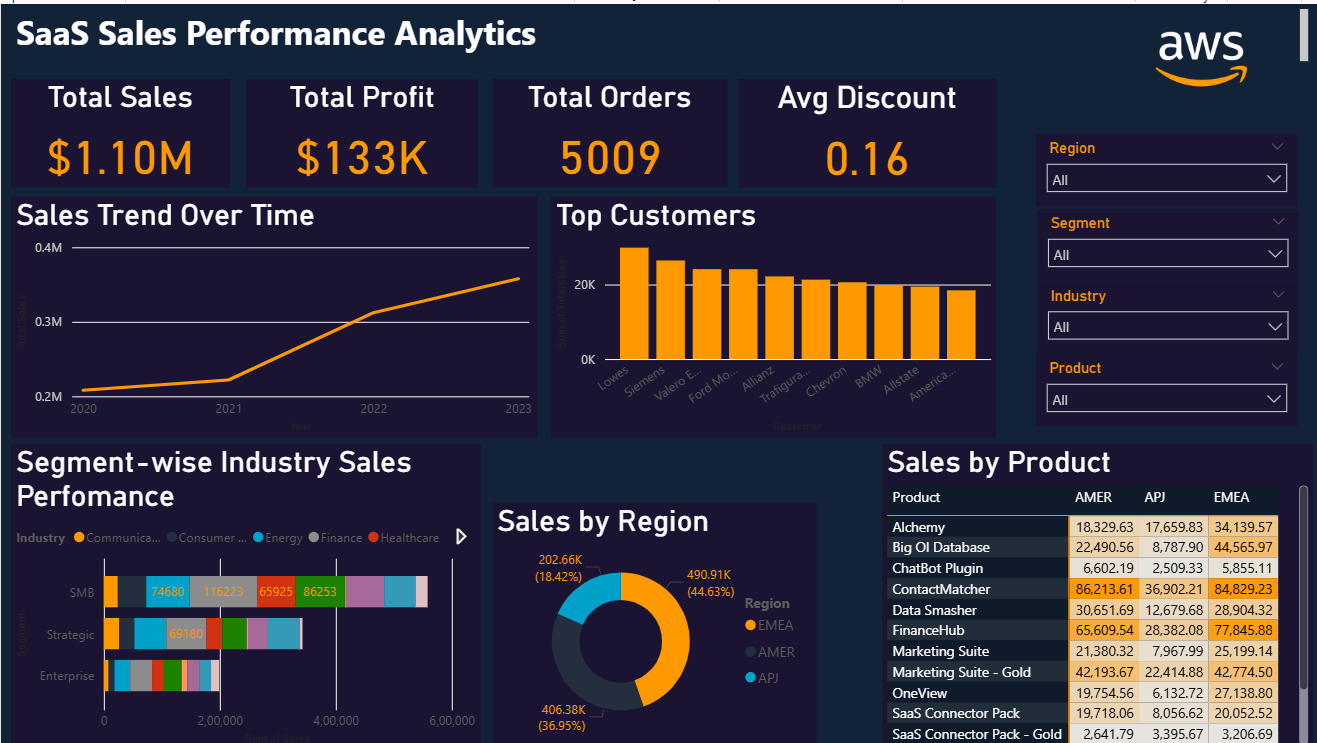 SaaS Sales Performance Analytics
aws
Total Sales
$1.10M
Total Profit
$133K
Total Orders
5009
Avg Discount
0.16
Region
All
Segment
All
Industry
All
Product
All
Sales Trend Over Time
0.4M
0.3M
0.2M
2020 2021 2022 2023
Total Sales
Year
Top Customers
20K
0K
Sum of TotalSales
Lowes
Siemens
Valero E...
Ford Mo...
Allianz
Trafigura...
Chevron
BMW
Allstate
America...
Customer
Segment-wise Industry Sales
Perfomance
Industry Communica... Consumer ... Energy Finance Healthcare
Segment
SMB 74680 116223 65925 86253
Strategic 69180
Enterprise
0 2,00,000 4,00,000 6,00,000
Sum of Sales
Sales by Region
202.66K
(18.42%)
490.91K
(44.63%)
406.38K
(36.95%)
Region
EMEA
AMER
APJ
Sales by Product
Product AMER APJ EMEA
Alchemy 18,329.63 17,659.83 34,139.57
Big OI Database 22,490.56 8,787.90 44,565.97
ChatBot Plugin 6,602.19 2,509.33 5,855.11
ContactMatcher 86,213.61 36,902.21 84,829.23
Data Smasher 30,651.69 12,679.68 28,904.32
FinanceHub 65,609.54 28,382.08 77,845.88
Marketing Suite 21,380.32 7,967.99 25,199.14
Marketing Suite - Gold 42,193.67 22,414.88 42,774.50
OneView 19,754.56 6,132.72 27,138.80
SaaS Connector Pack 19,718.06 8,056.62 20,052.52
SaaS Connector Pack - Gold 2,641.79 3,395.67 3,206.69